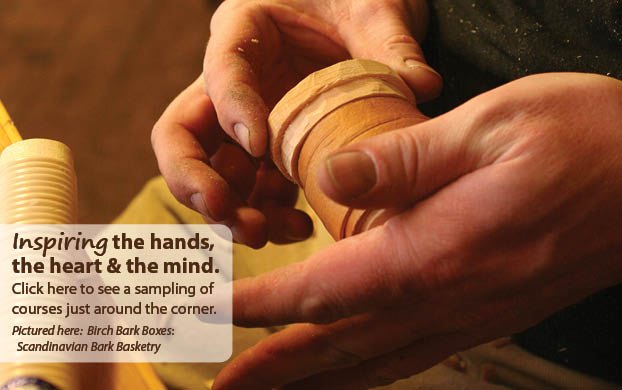 Inspiring the hands,
the heart & the mind.
Click here to see a sampling of
courses just around the corner.
Pictured here: Birch Bark Boxes:
Scandinavian Bark Basketry